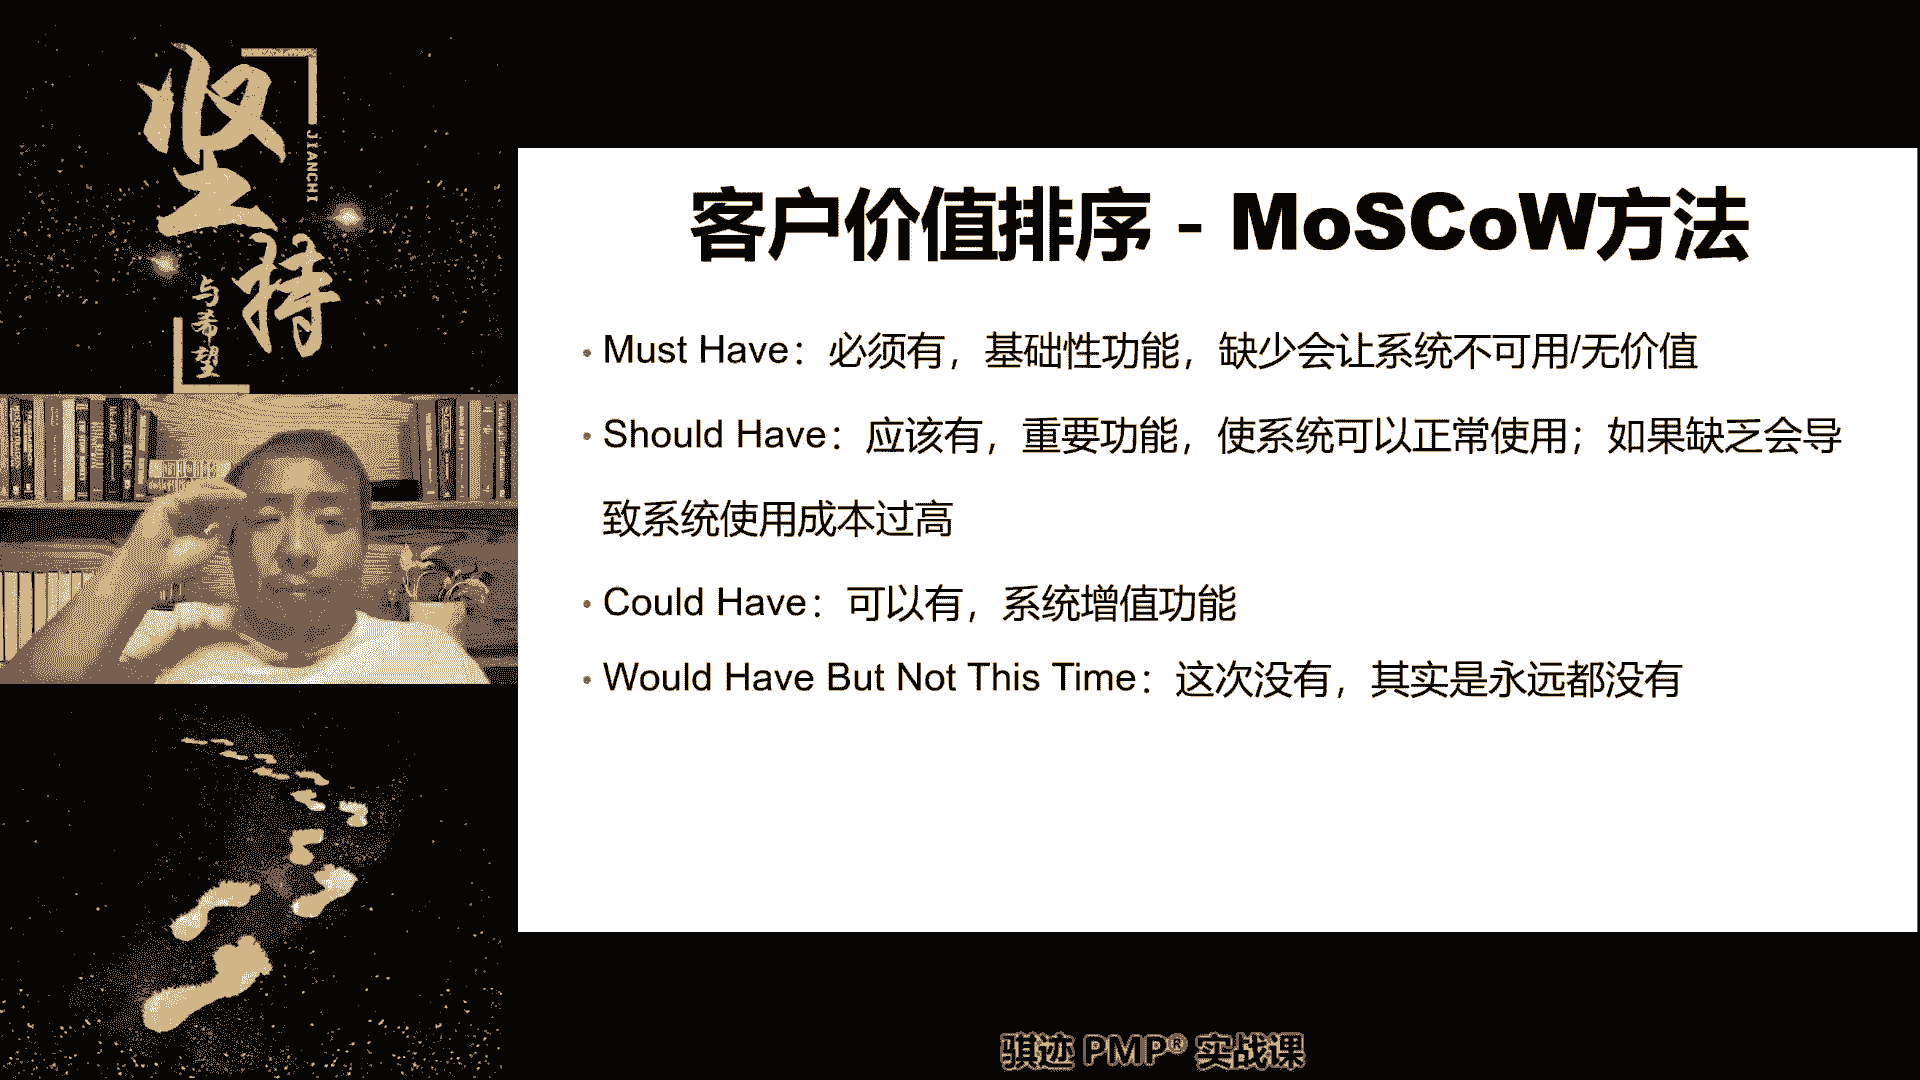 坚持
JIANCHI
与希望
客户价值排序 - MoSCoW方法
• Must Have：必须有，基础性功能，缺少会让系统不可用/无价值
• Should Have：应该有，重要功能，使系统可以正常使用；如果缺乏会导
致系统使用成本过高
• Could Have：可以有，系统增值功能
• Would Have But Not This Time：这次没有，其实是永远都没有
骐迹 PMP® 实战课